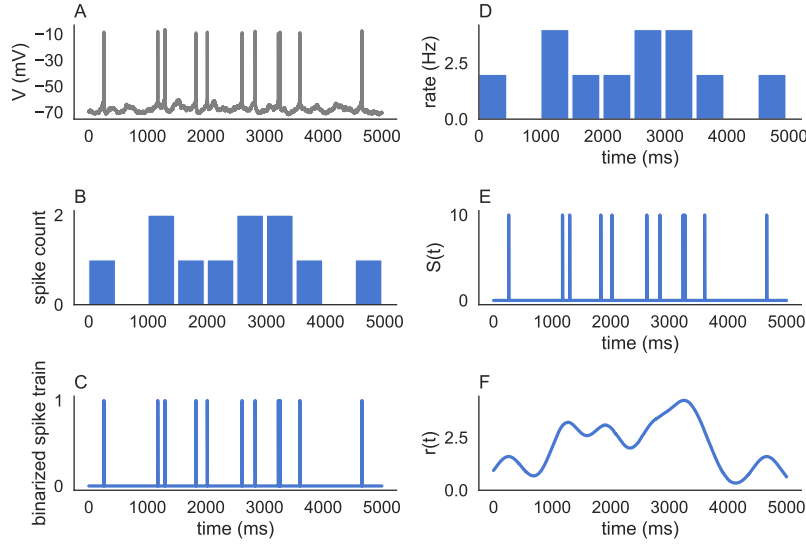 A
V (mV)
−10
−30
−50
−70
0 1000 2000 3000 4000 5000
B
spike count
2
1
0
0 1000 2000 3000 4000 5000
C
binarized spike train
1
0
0 1000 2000 3000 4000 5000
time (ms)
D
rate (Hz)
2.5
0.0
0 1000 2000 3000 4000 5000
time (ms)
E
S(t)
10
0
0 1000 2000 3000 4000 5000
time (ms)
F
r(t)
2.5
0.0
0 1000 2000 3000 4000 5000
time (ms)